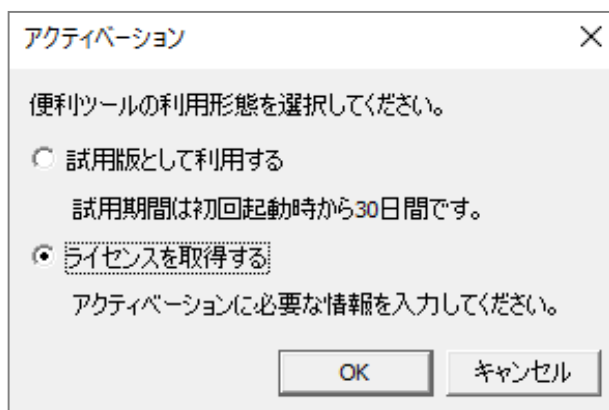 アクティベーション
便利ツールの利用形態を選択してください。
試用版として利用する
試用期間は初回起動時から30日間です。
ライセンスを取得する
アクティベーションに必要な情報を入力してください。
OK キャンセル